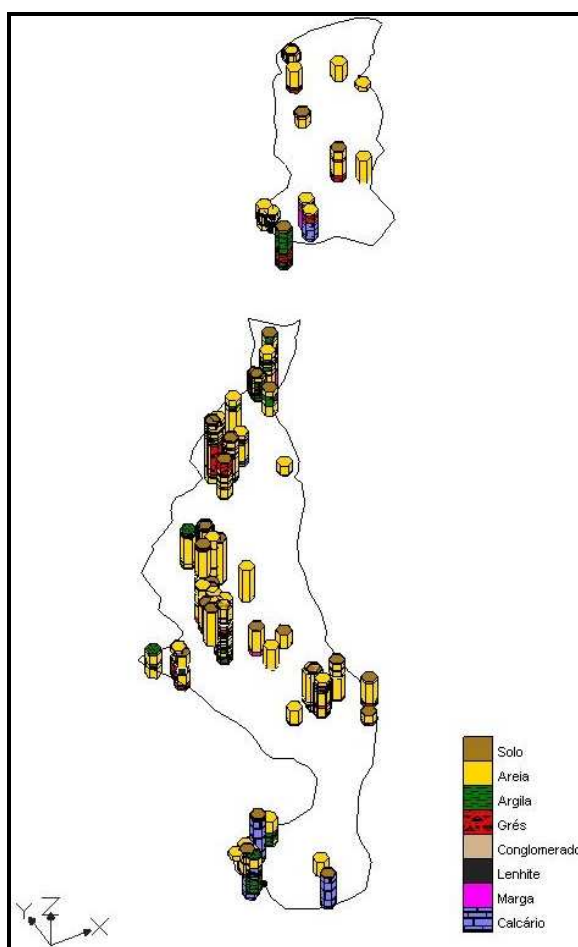 Solo
Areia
Argila
Grés
Conglomerado
Lenhite
Marga
Calcário
Y Z X